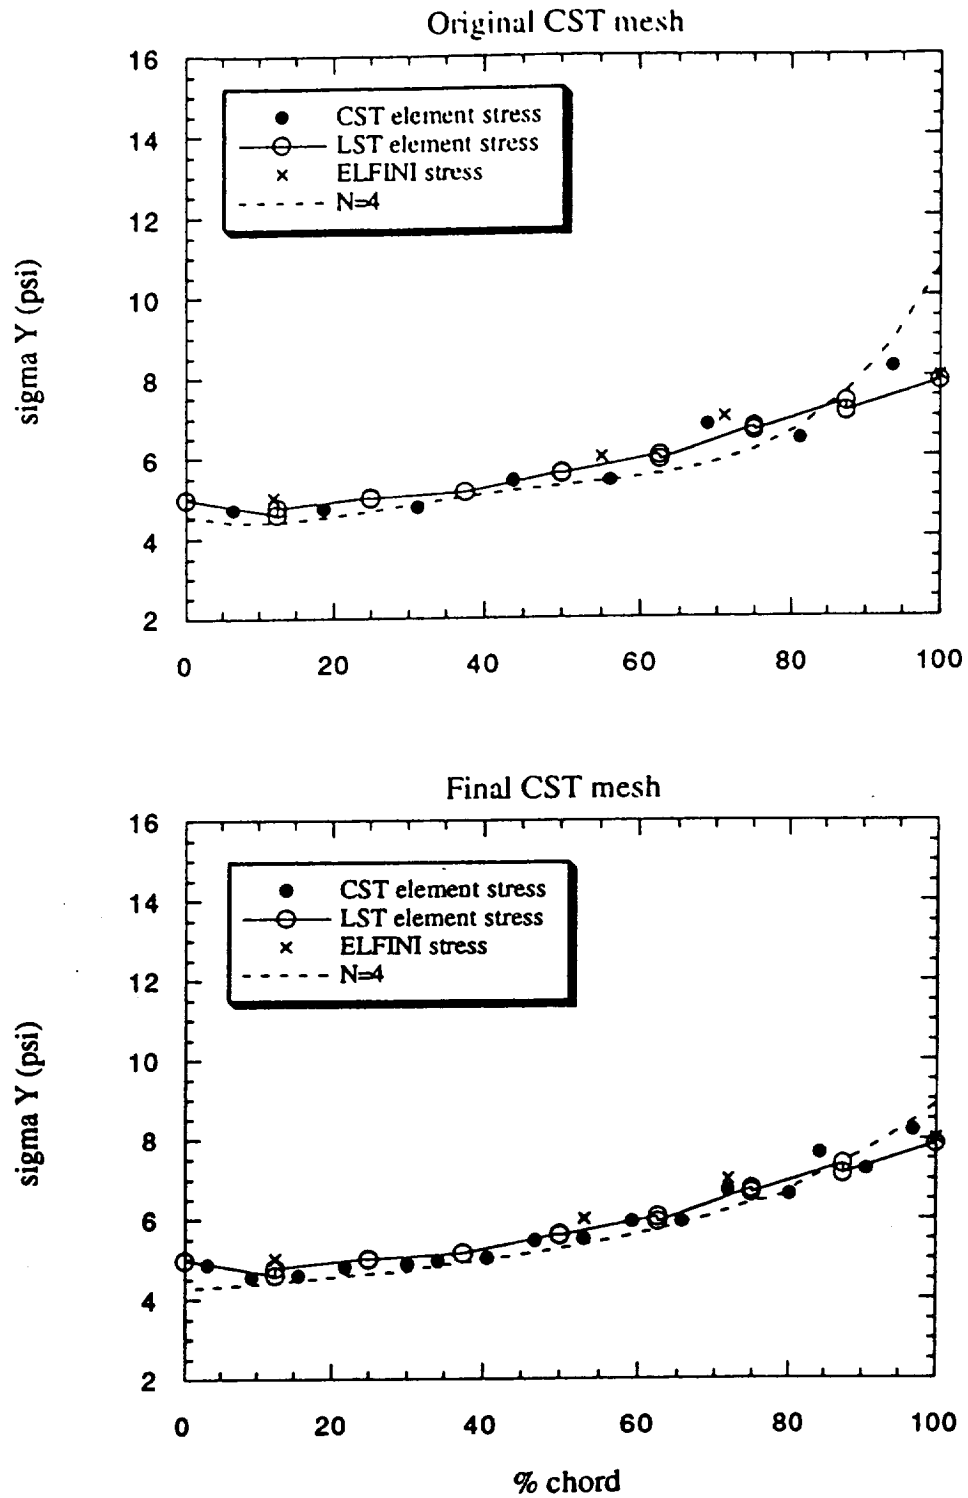 Original CST mesh
16
14
12
10
8
6
4
2
sigma Y (psi)
CST element stress
LST element stress
ELFINI stress
N=4
0 20 40 60 80 100
Final CST mesh
16
14
12
10
8
6
4
2
sigma Y (psi)
CST element stress
LST element stress
ELFINI stress
N=4
0 20 40 60 80 100
% chord